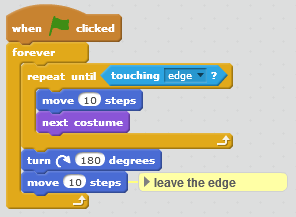 when clicked
forever
repeat until touching edge ?
move 10 steps
next costume
turn 180 degrees
move 10 steps leave the edge